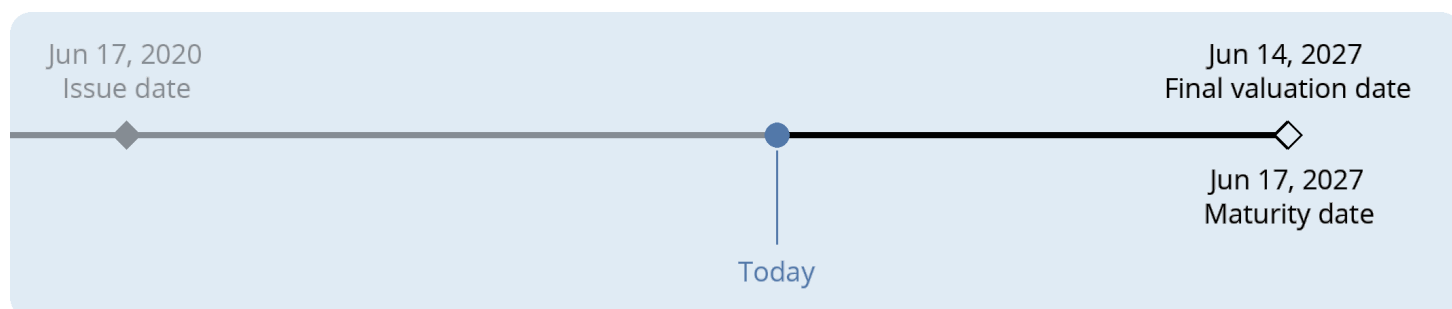 Jun 17, 2020
Issue date
Jun 14, 2027
Final valuation date
Jun 17, 2027
Maturity date
Today